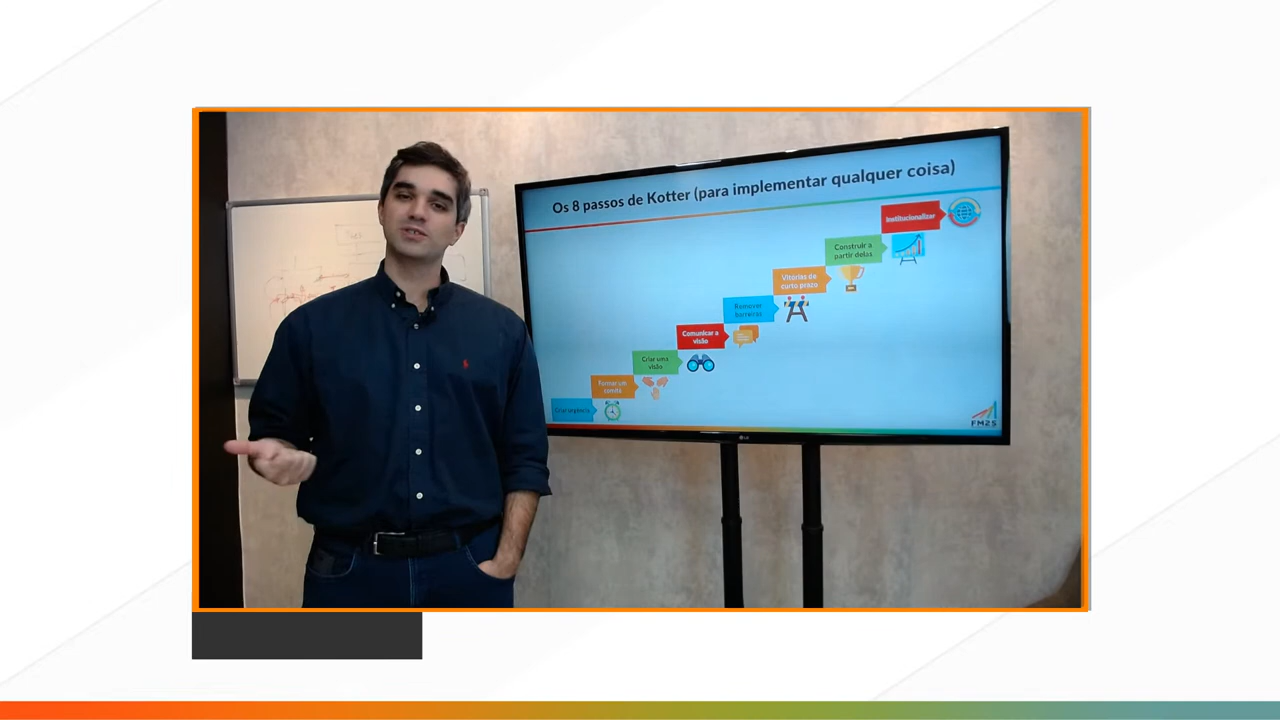 Os 8 passos de Kotter (para implementar qualquer coisa)
Institucionalizar
Construir a
partir delas
Vitórias de
curto prazo
Remover
barreiras
Comunicar a
visão
Criar uma
visão
Formar um
comitê
Criar urgência
FM2S
LG